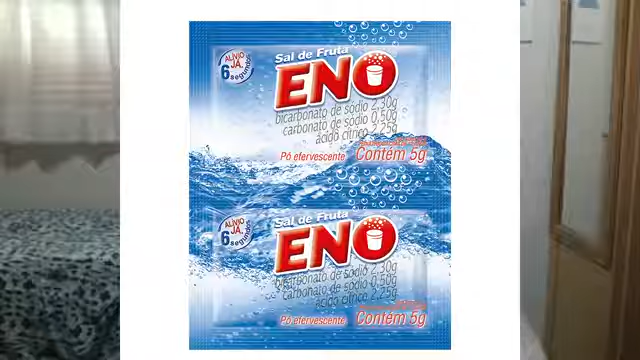 ALÍVIO
JÁ.
6 segundos
Sal de Fruta
ENO
bicarbonato de sódio 2,30g
carbonato de sódio 0,50g
ácido cítrico 2,25g
Pó efervescente
Contém 5g
ALÍVIO
JÁ.
6 segundos
Sal de Fruta
ENO
bicarbonato de sódio 2,30g
carbonato de sódio 0,50g
ácido cítrico 2,25g
Pó efervescente
Contém 5g